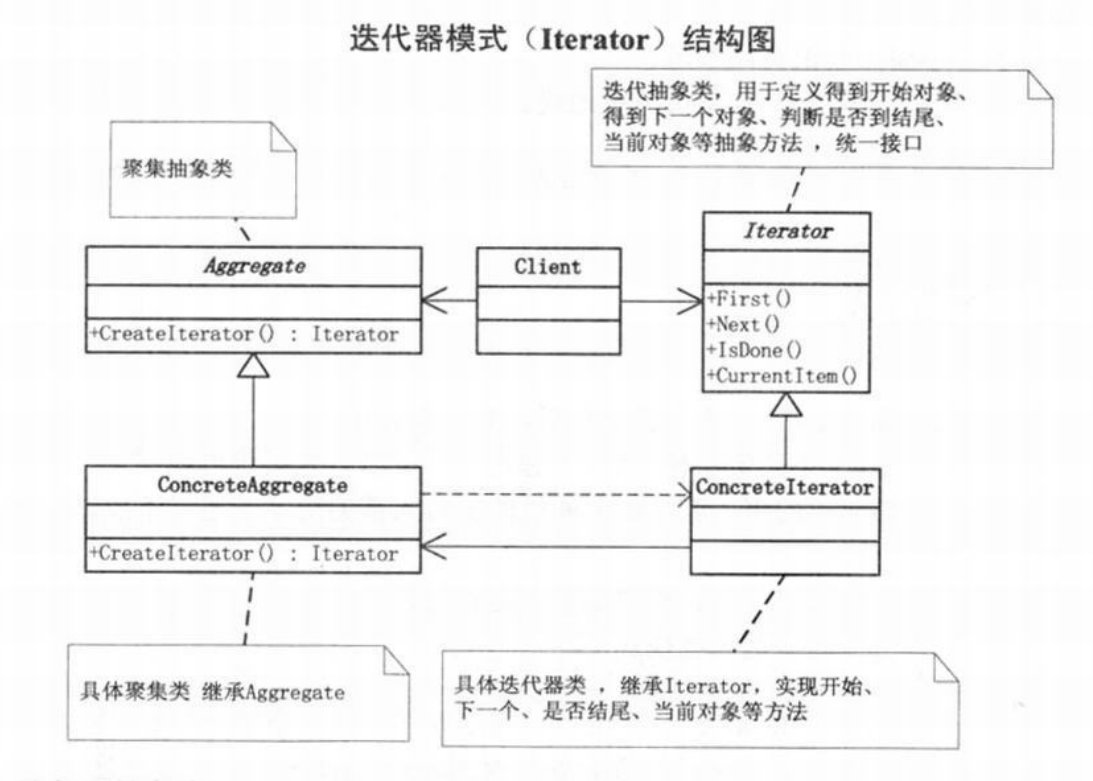 迭代器模式（Iterator）结构图
迭代抽象类，用于定义得到开始对象、
得到下一个对象、判断是否到结尾、
当前对象等抽象方法 ，统一接口
聚集抽象类
Iterator
Aggregate
Client
+First()
+Next()
+CreateIterator() : Iterator
+IsDone()
+CurrentItem()
ConcreteAggregate
ConcreteIterator
+CreateIterator() : Iterator
具体聚集类 继承Aggregate
具体迭代器类 ，继承Iterator，实现开始、
下一个、是否结尾、当前对象等方法